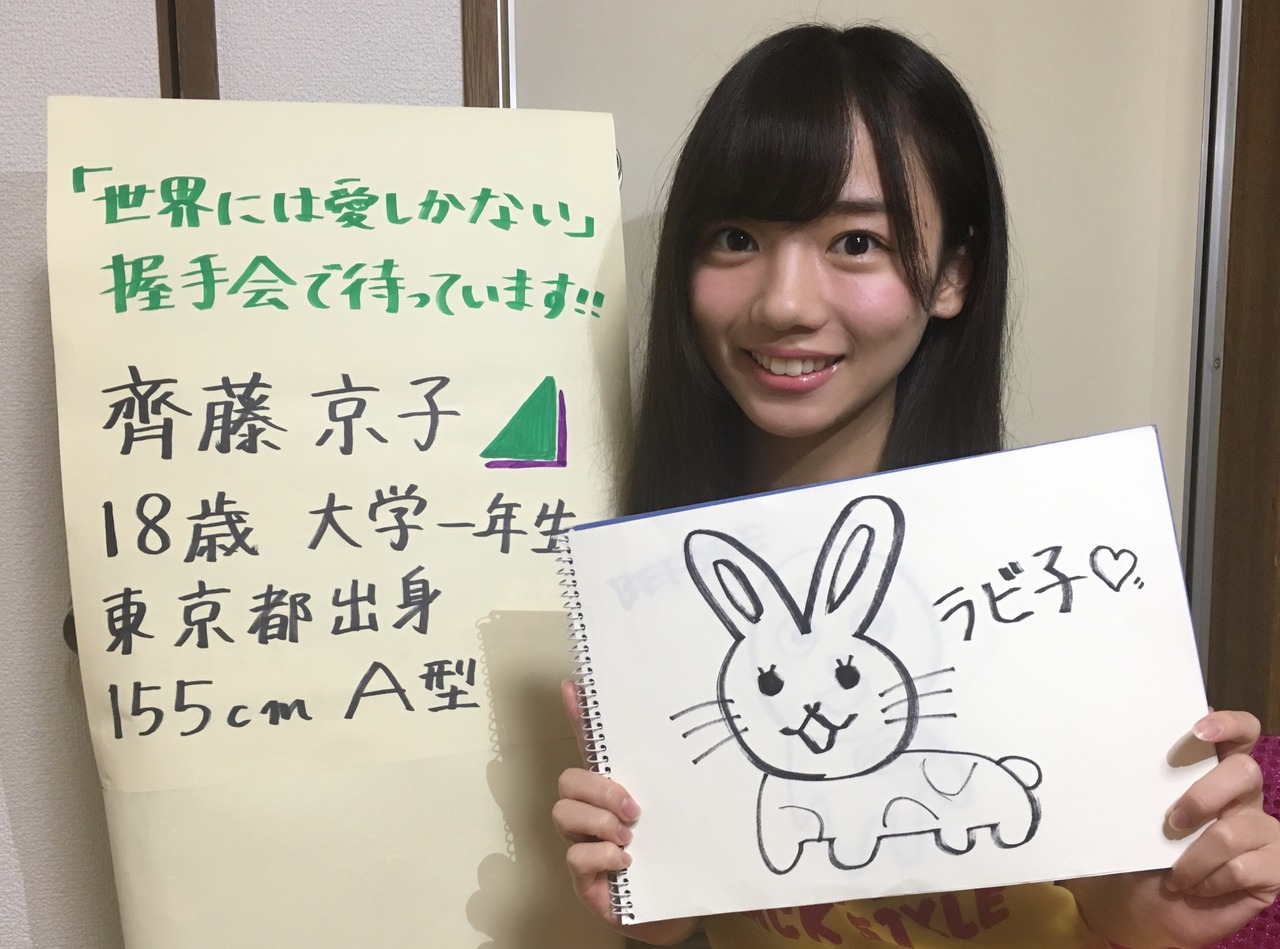 「世界には愛しかない」
握手会で待っています!!
齊藤 京子
18歳 大学一年生
東京都出身
155cm A型
ラビ子♡
STYLE